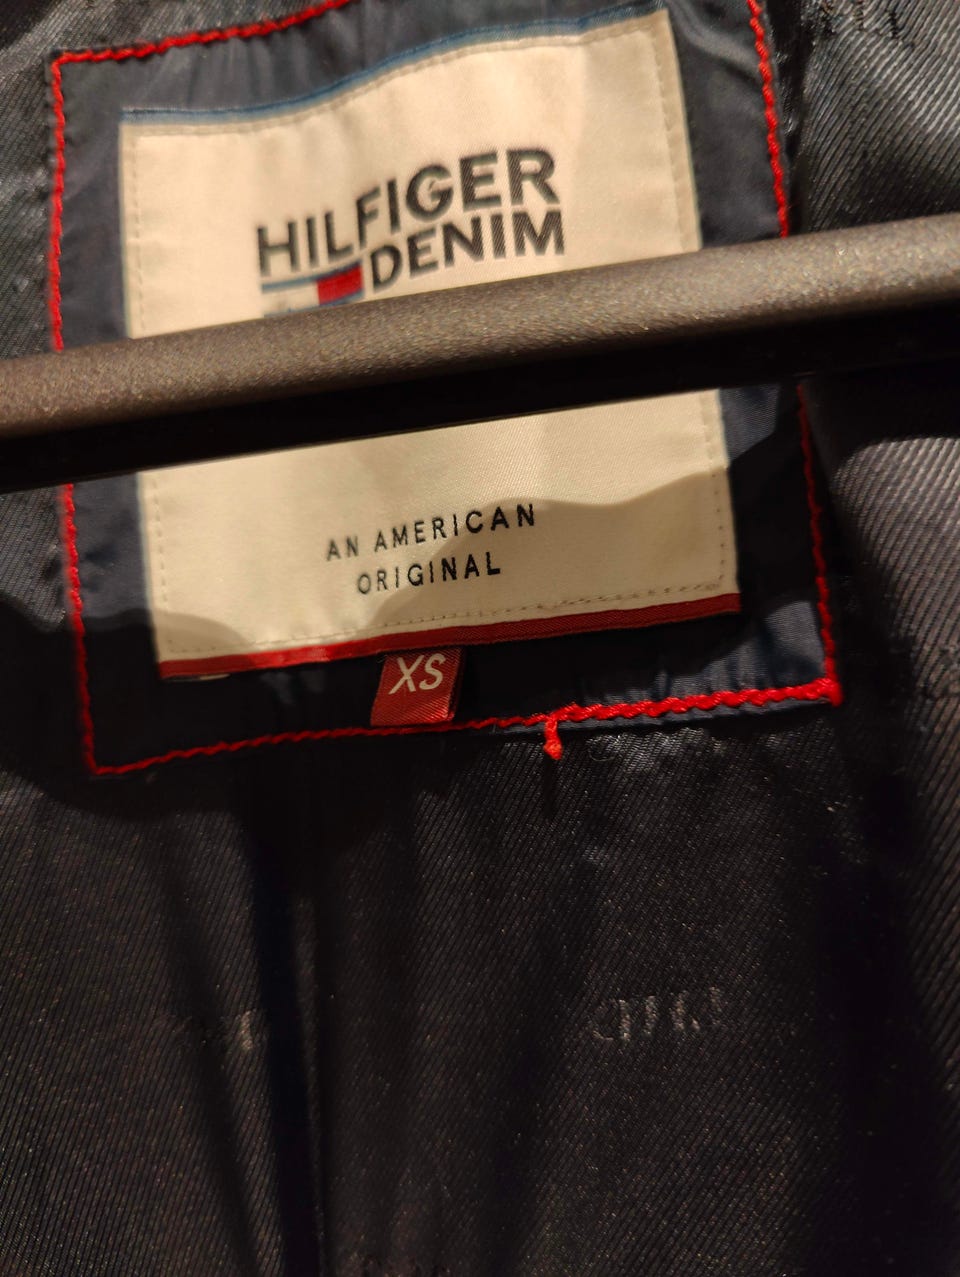 HILFIGER
DENIM
AN AMERICAN
ORIGINAL
XS